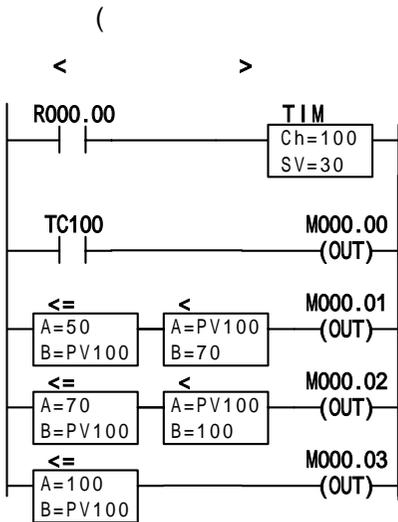 (
< >
R000.00 TIM
Ch=100
SV=30
TC100 M000.00
(OUT)
<= < M000.01
A=50 A=PV100 (OUT)
B=PV100 B=70
<= < M000.02
A=70 A=PV100 (OUT)
B=PV100 B=100
<= M000.03
A=100 (OUT)
B=PV100